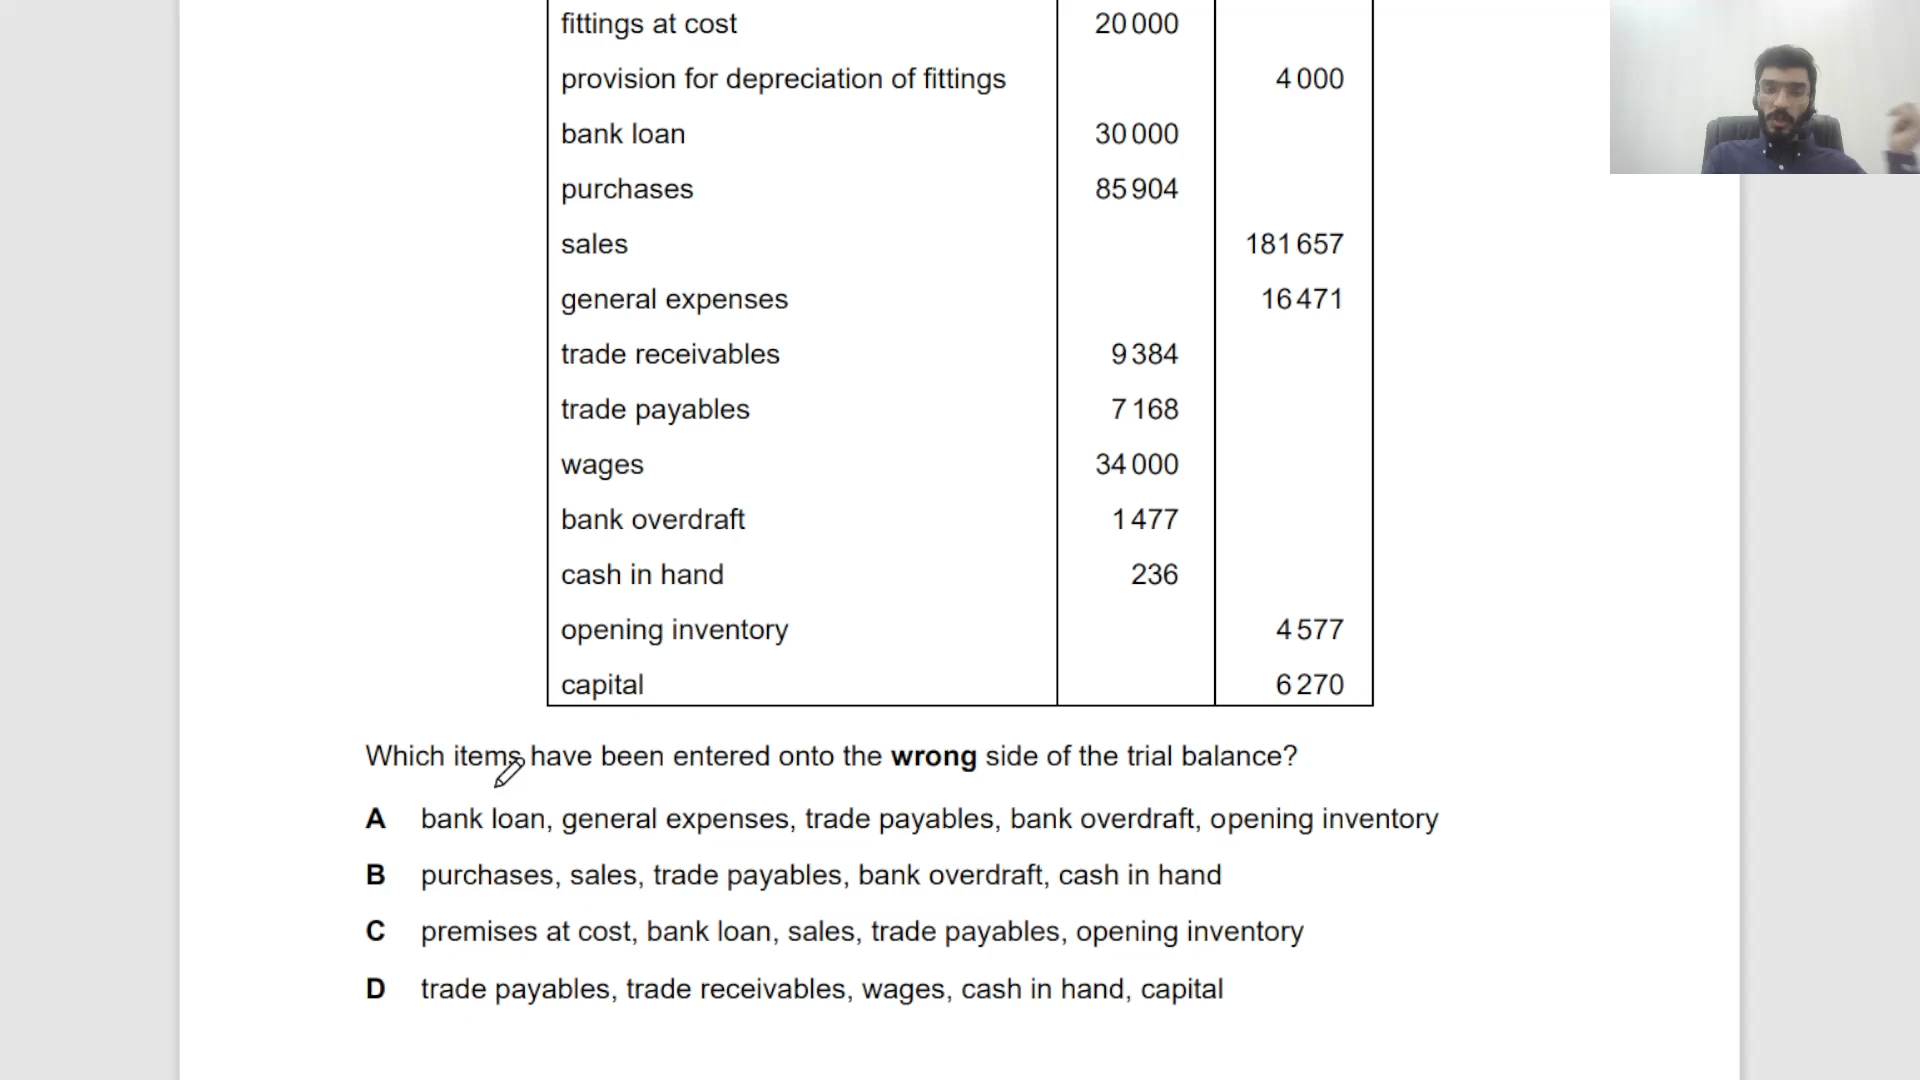 fittings at cost 20 000
provision for depreciation of fittings 4 000
bank loan 30 000
purchases 85 904
sales 181 657
general expenses 16 471
trade receivables 9 384
trade payables 7 168
wages 34 000
bank overdraft 1 477
cash in hand 236
opening inventory 4 577
capital 6 270
Which items have been entered onto the wrong side of the trial balance?
A bank loan, general expenses, trade payables, bank overdraft, opening inventory
B purchases, sales, trade payables, bank overdraft, cash in hand
C premises at cost, bank loan, sales, trade payables, opening inventory
D trade payables, trade receivables, wages, cash in hand, capital